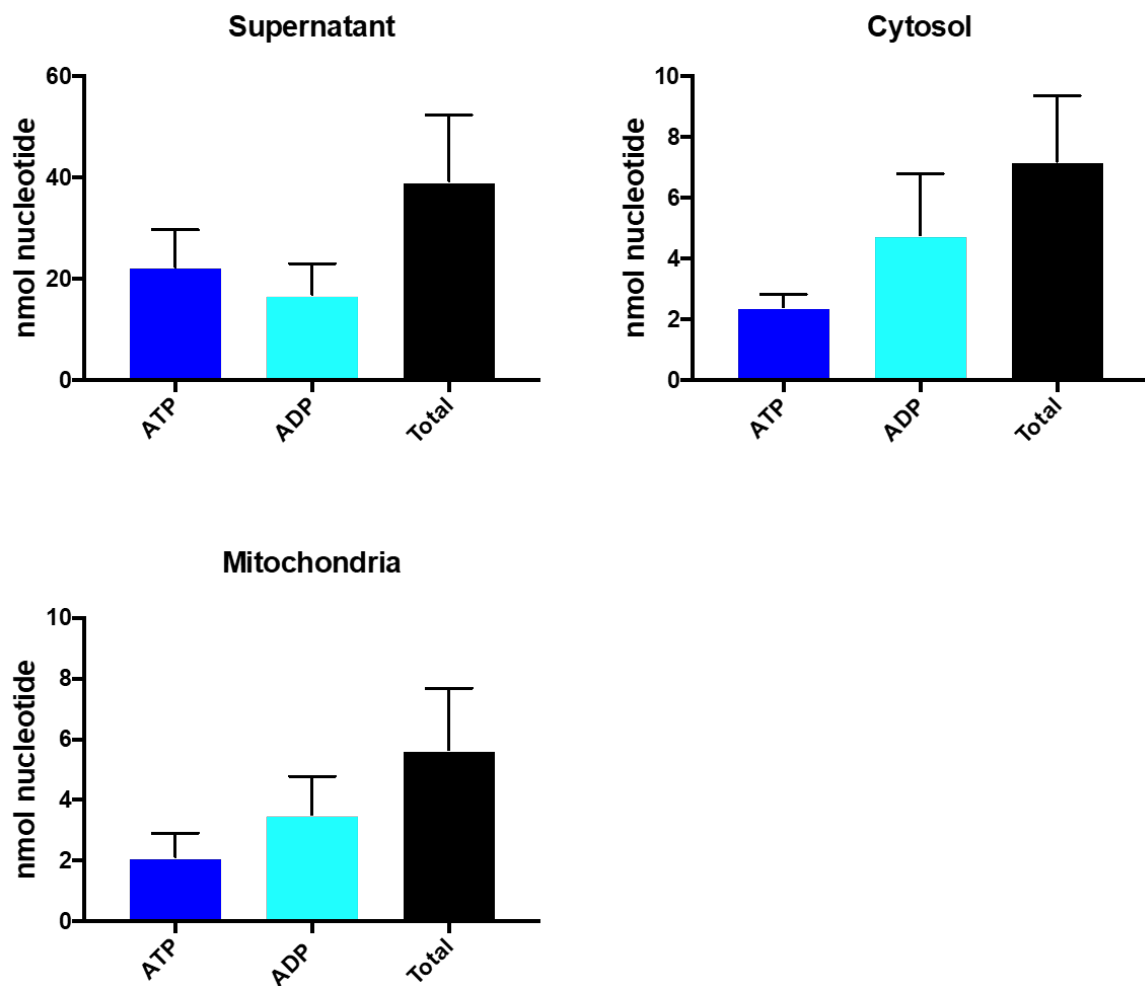 Supernatant
nmol nucleotide
60
40
20
0
ATP
ADP
Total
Cytosol
nmol nucleotide
10
8
6
4
2
0
ATP
ADP
Total
Mitochondria
nmol nucleotide
10
8
6
4
2
0
ATP
ADP
Total